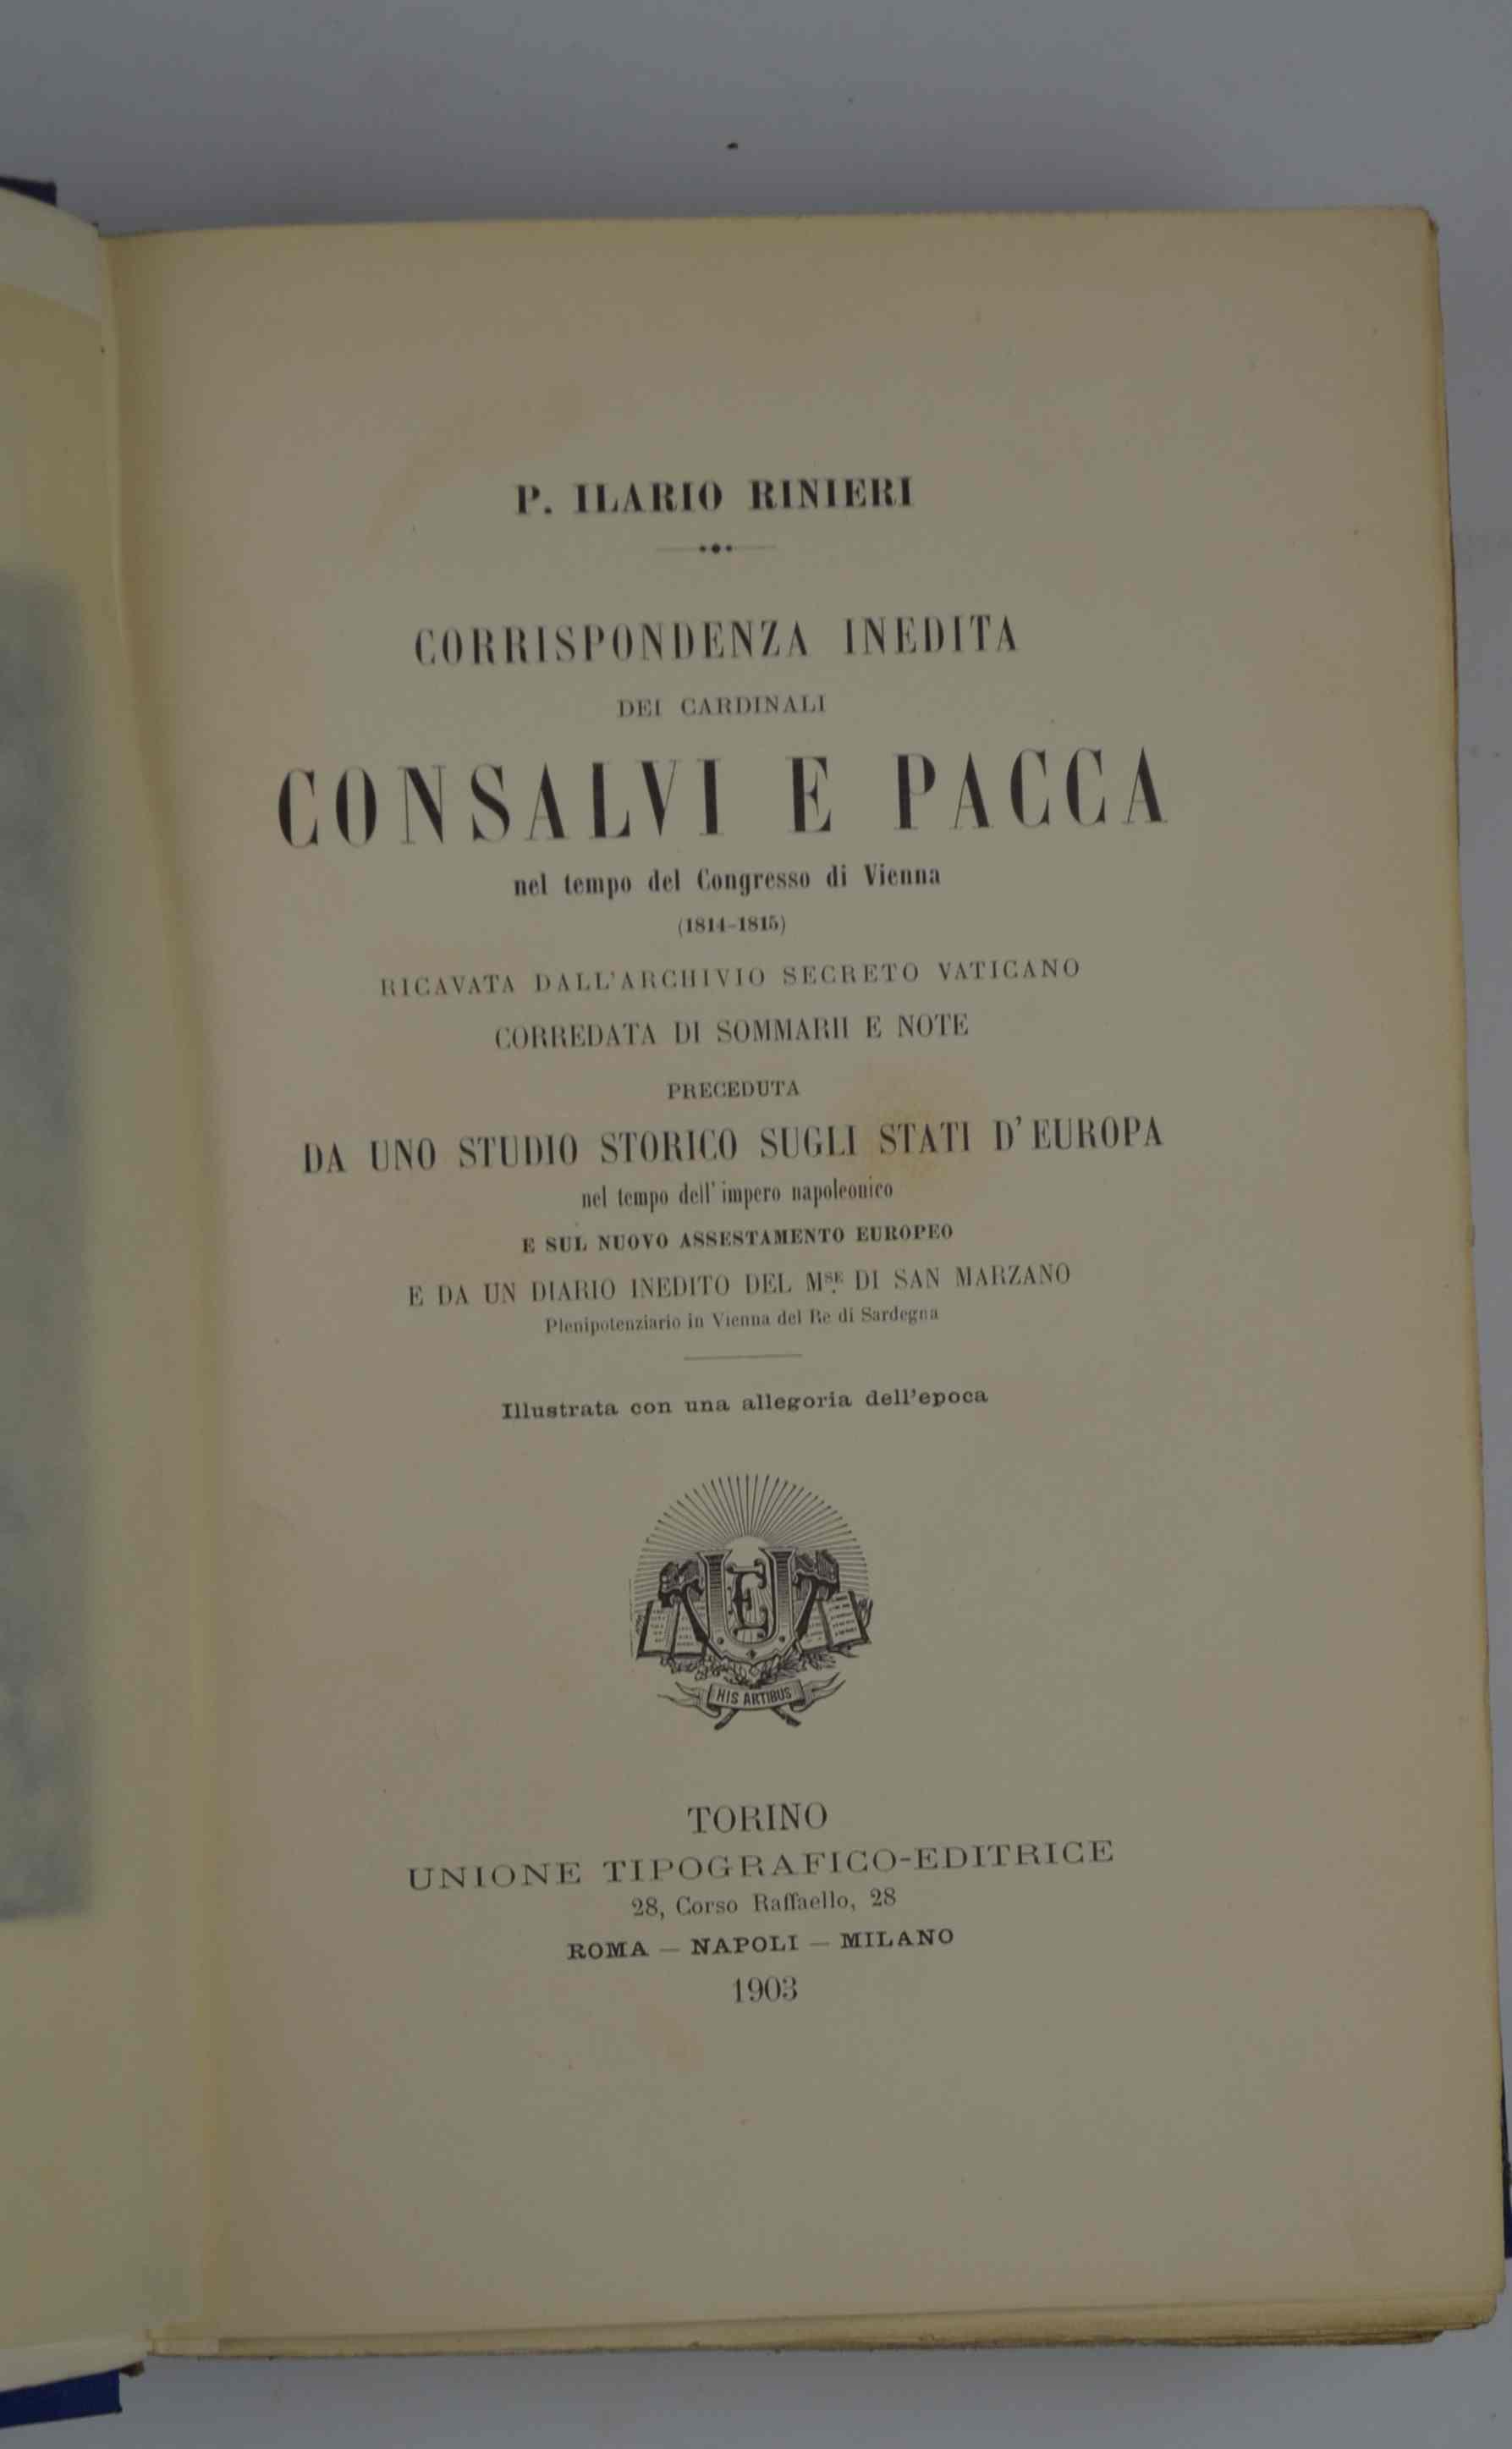 P. ILARIO RINIERI
CORRISPONDENZA INEDITA
DEI CARDINALI
CONSALVI E PACCA
nel tempo del Congresso di Vienna
(1814-1815)
RICAVATA DALL'ARCHIVIO SECRETO VATICANO
CORREDATA DI SOMMARII E NOTE
PRECEDUTA
DA UNO STUDIO STORICO SUGLI STATI D'EUROPA
nel tempo dell'impero napoleonico
E SUL NUOVO ASSESTAMENTO EUROPEO
E DA UN DIARIO INEDITO DEL MSE. DI SAN MARZANO
Plenipotenziario in Vienna del Re di Sardegna
Illustrata con una allegoria dell'epoca
UTET
HIS ARTIBUS
TORINO
UNIONE TIPOGRAFICO-EDITRICE
28, Corso Raffaello, 28
ROMA — NAPOLI — MILANO
1903